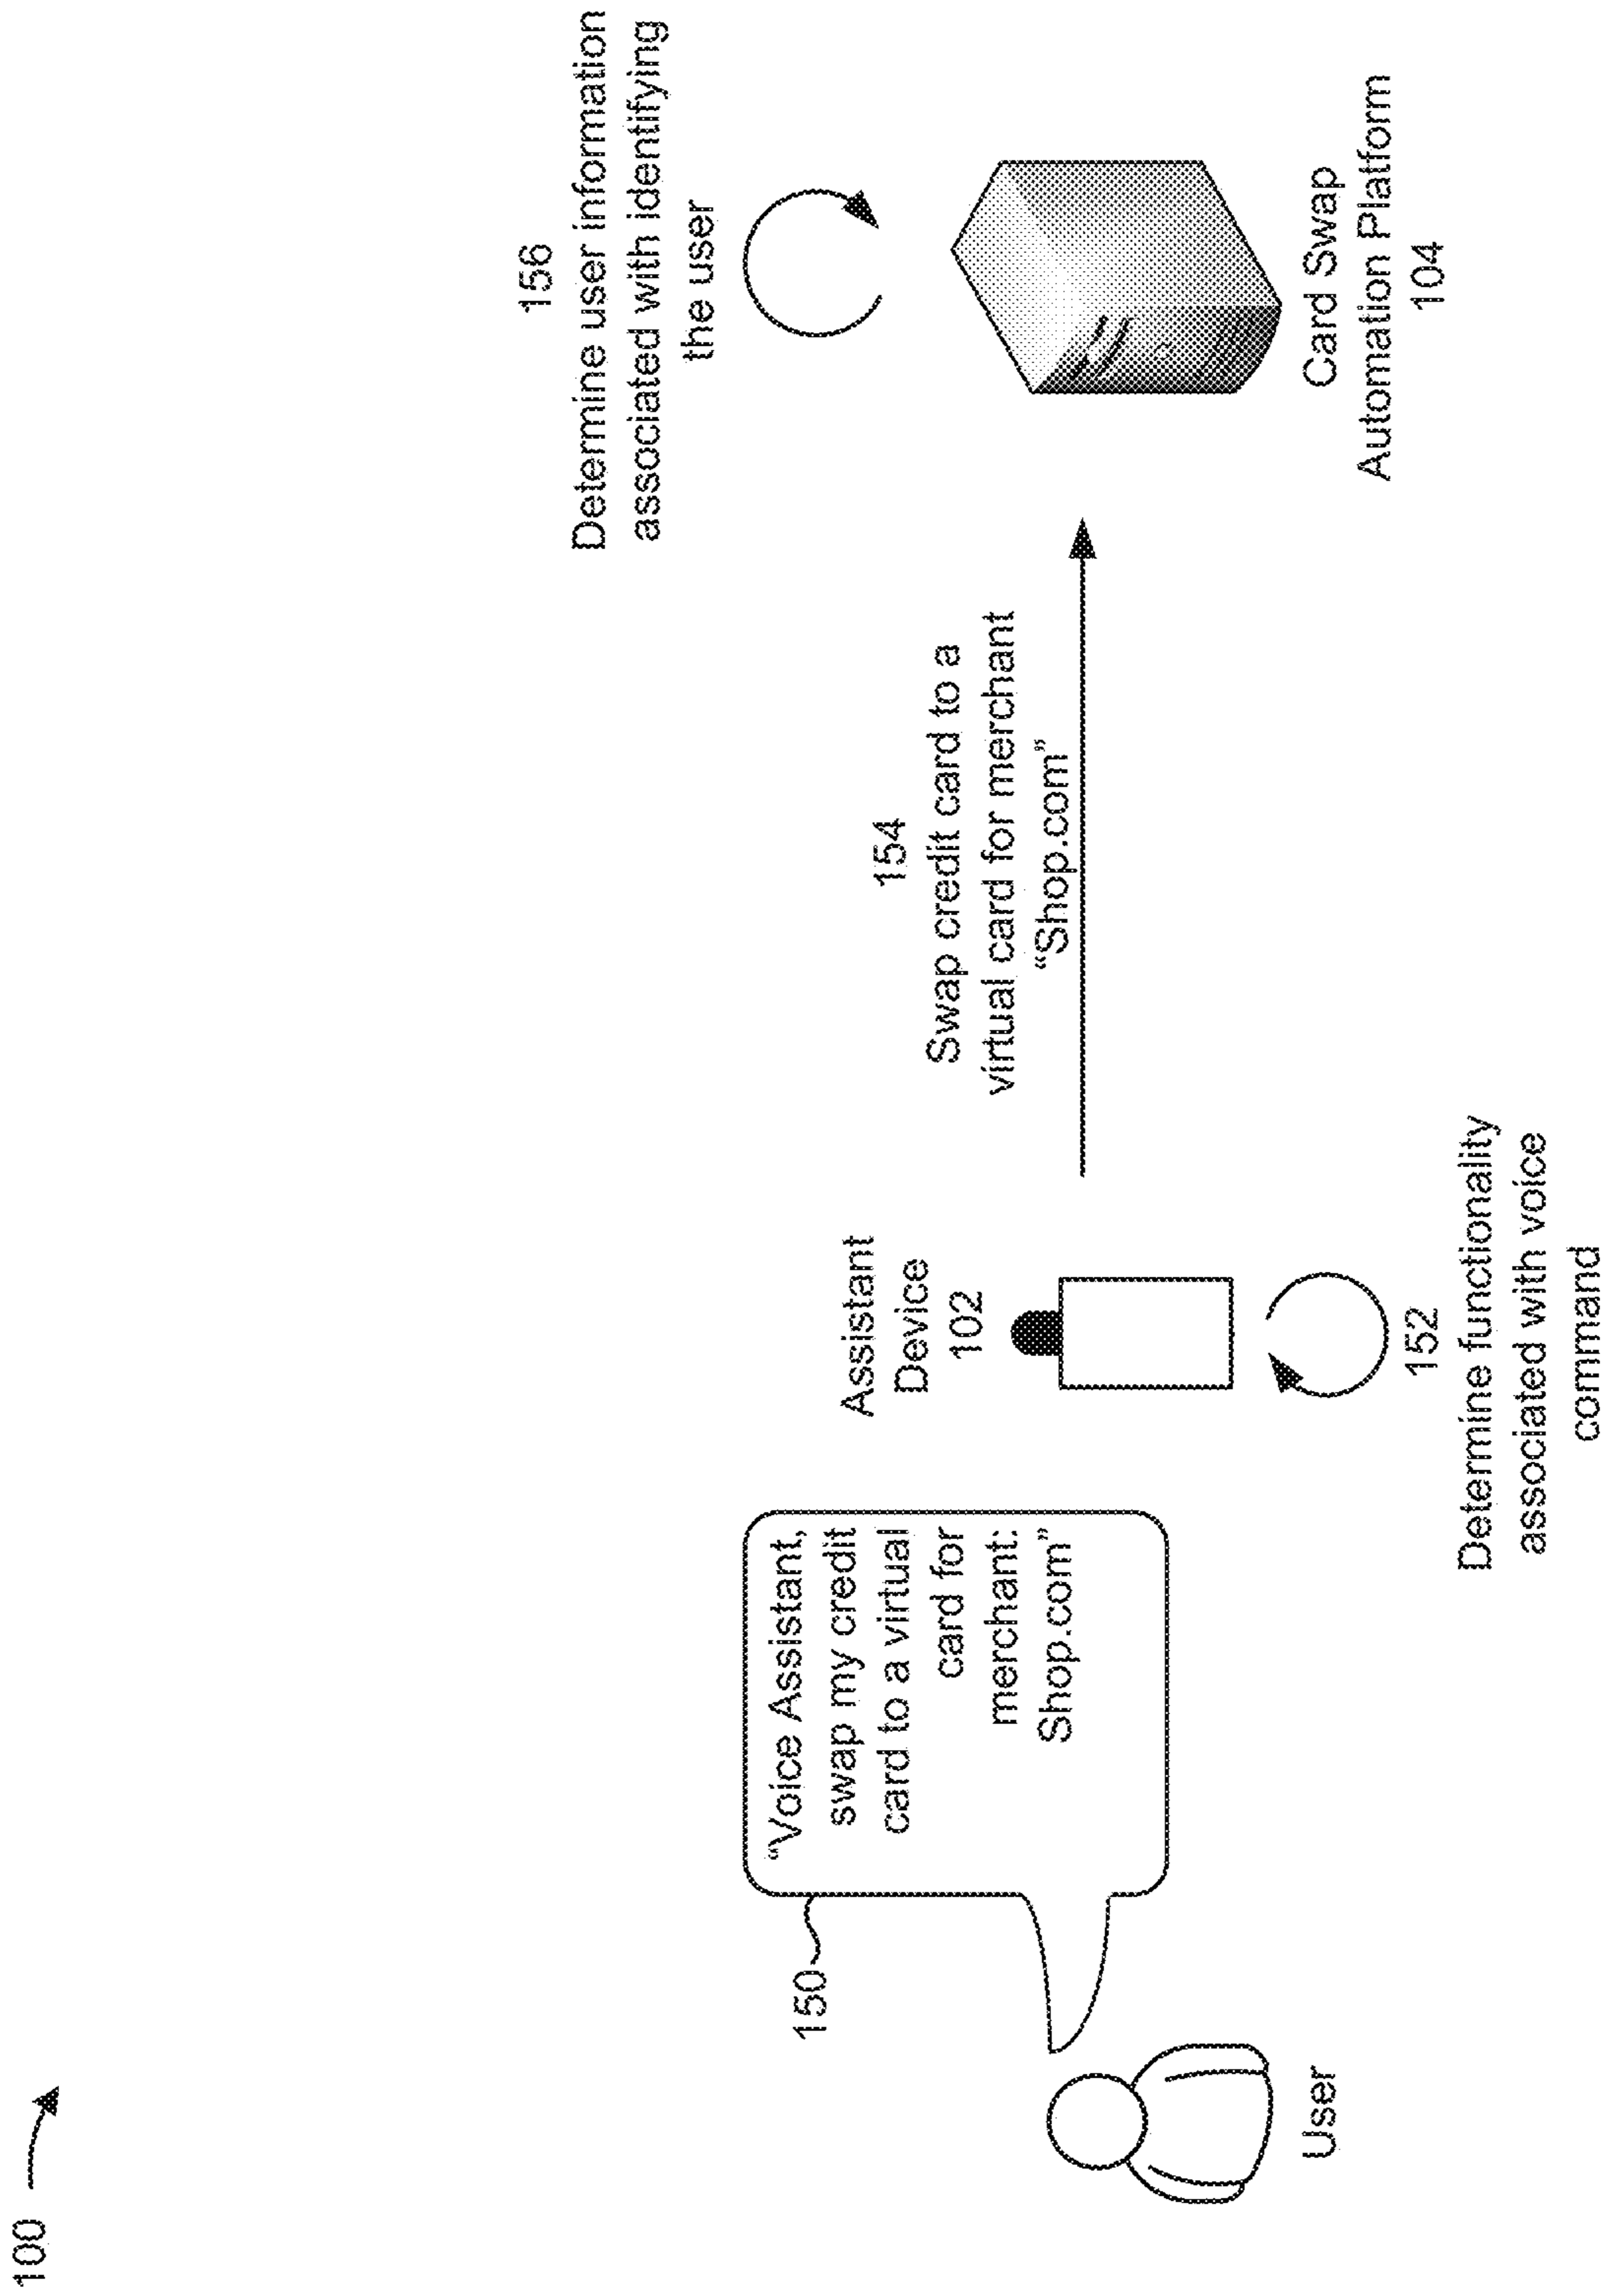 100
150
"Voice Assistant,
swap my credit
card to a virtual
card for
merchant:
Shop.com"
User
Assistant
Device
102
152
Determine functionality
associated with voice
command
154
Swap credit card to a
virtual card for merchant
"Shop.com"
156
Determine user information
associated with identifying
the user
Card Swap
Automation Platform
104